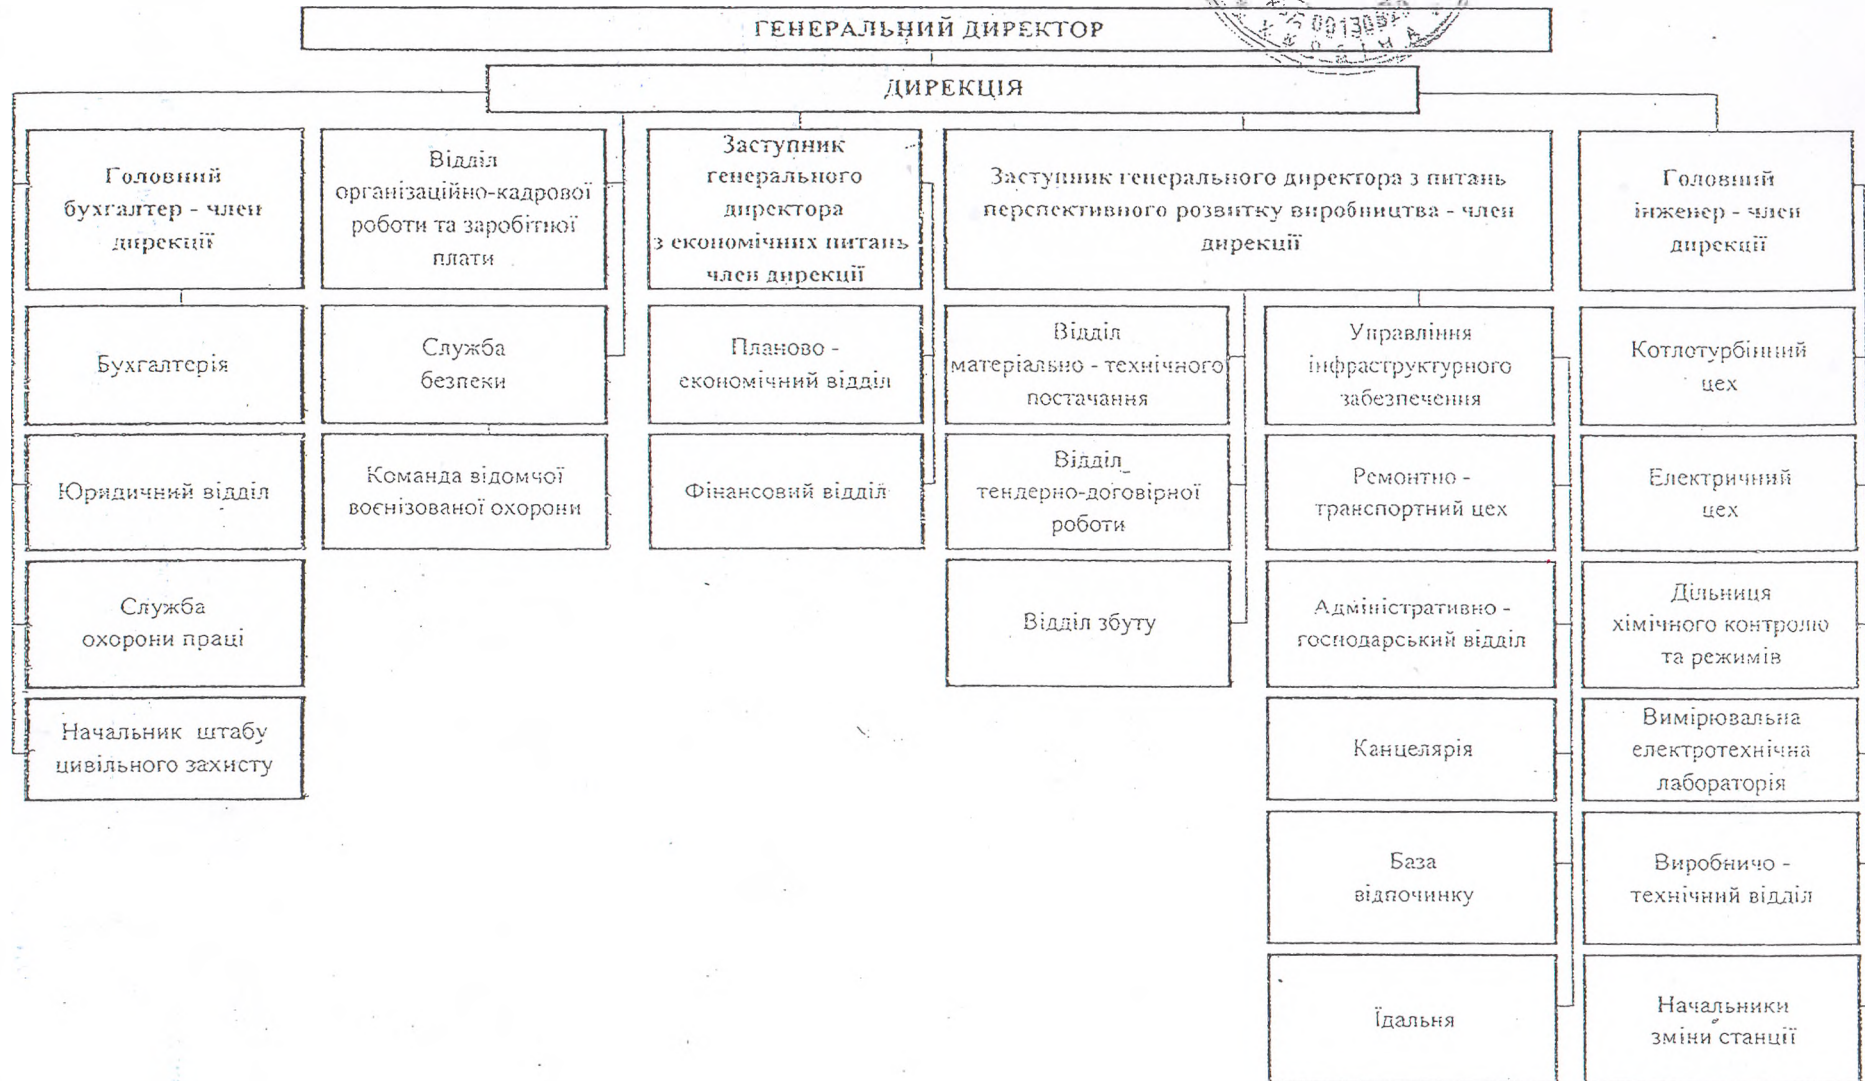 ГЕНЕРАЛЬНИЙ ДИРЕКТОР
ДИРЕКЦІЯ
Головний
бухгалтер - член
дирекції
Відділ
організаційно-кадрової
роботи та заробітної
плати
Заступник
генерального
директора
з економічних питань
член дирекції
Заступник генерального директора з питань
перспективного розвитку виробництва - член
дирекції
Головний
інженер - член
дирекції
Бухгалтерія
Служба
безпеки
Планово -
економічний відділ
Відділ
матеріально - технічного
постачання
Управління
інфраструктурного
забезпечення
Котлотурбінний
цех
Юридичний відділ
Команда відомчої
воєнізованої охорони
Фінансовий відділ
Відділ
тендерно-договірної
роботи
Ремонтно -
транспортний цех
Електричний
цех
Служба
охорони праці
Відділ збуту
Адміністративно -
господарський відділ
Дільниця
хімічного контролю
та режимів
Начальник штабу
цивільного захисту
Канцелярія
Вимірювальна
електротехнічна
лабораторія
База
відпочинку
Виробничо -
технічний відділ
Їдальня
Начальники
зміни станції